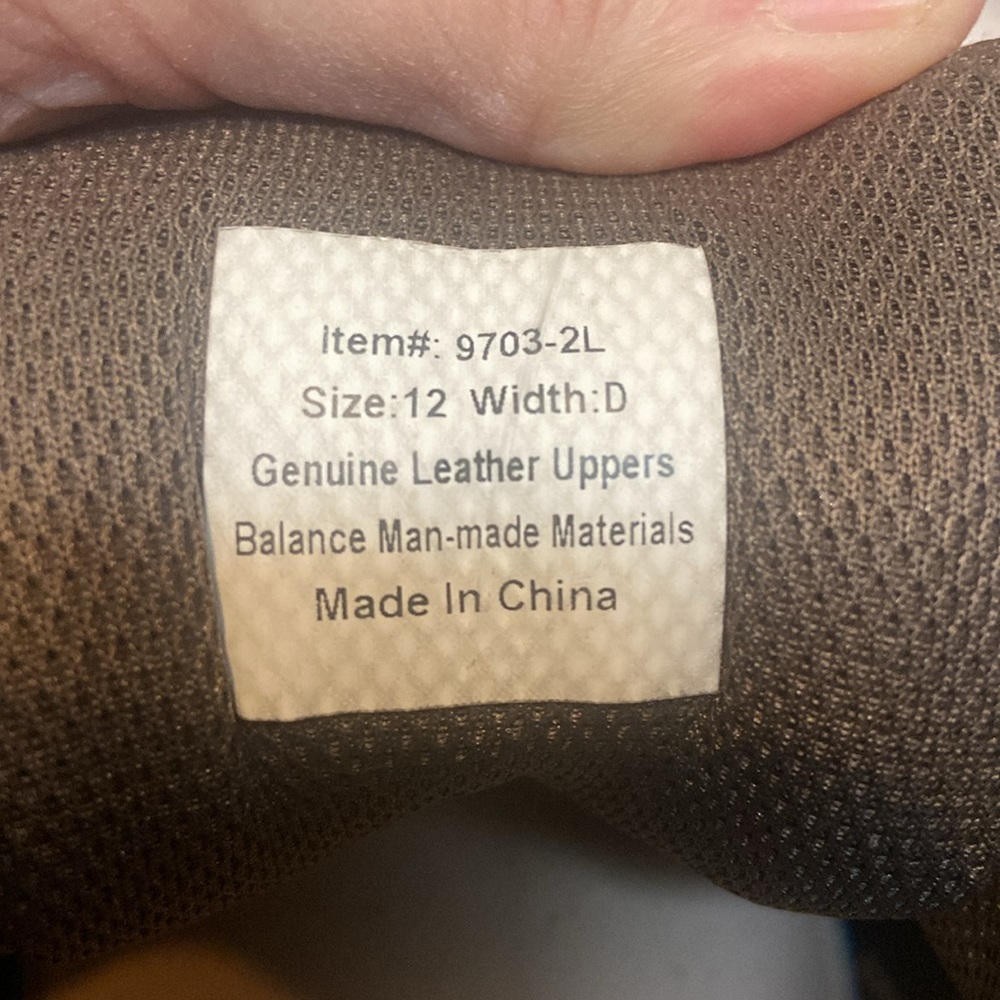 Item#: 9703-2L
Size:12 Width:D
Genuine Leather Uppers
Balance Man-made Materials
Made In China